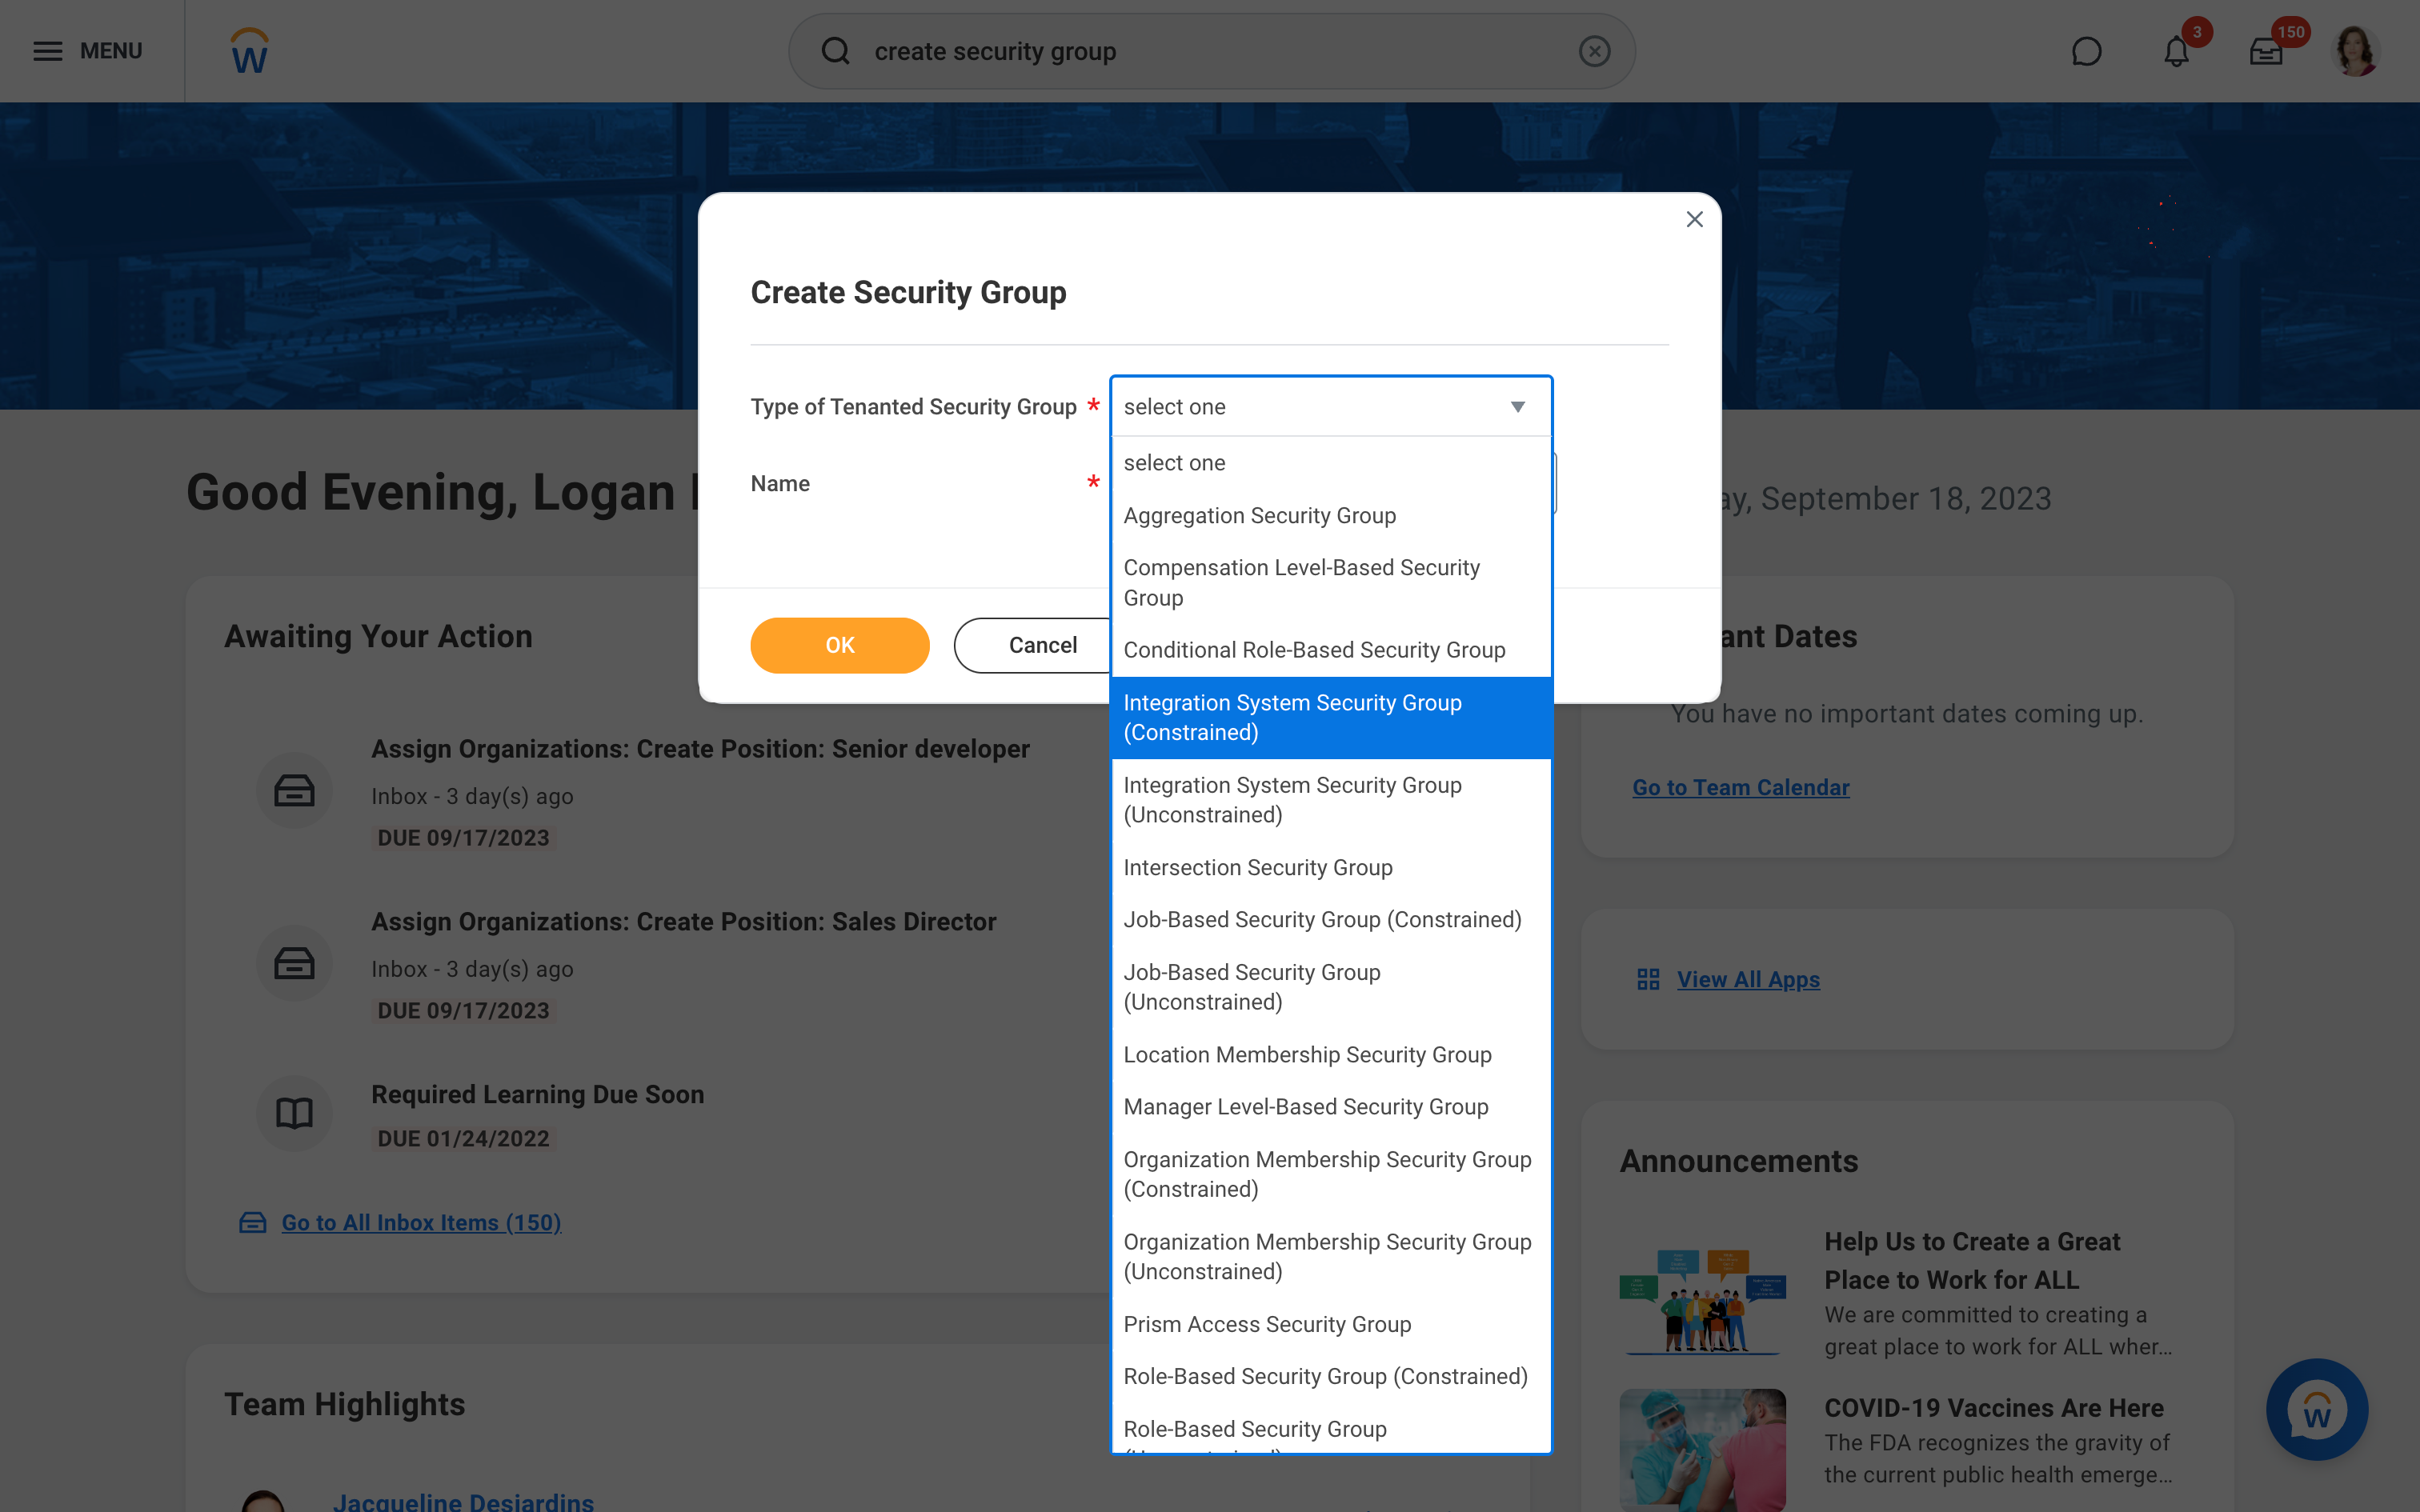 MENU
create security group
3
150
Create Security Group
Type of Tenanted Security Group *
select one
Name *
select one
Aggregation Security Group
Compensation Level-Based Security
Group
Conditional Role-Based Security Group
Integration System Security Group
(Constrained)
Integration System Security Group
(Unconstrained)
Intersection Security Group
Job-Based Security Group (Constrained)
Job-Based Security Group
(Unconstrained)
Location Membership Security Group
Manager Level-Based Security Group
Organization Membership Security Group
(Constrained)
Organization Membership Security Group
(Unconstrained)
Prism Access Security Group
Role-Based Security Group (Constrained)
Role-Based Security Group
OK
Cancel
Good Evening, Logan
September 18, 2023
Awaiting Your Action
Assign Organizations: Create Position: Senior developer
Inbox - 3 day(s) ago
DUE 09/17/2023
Assign Organizations: Create Position: Sales Director
Inbox - 3 day(s) ago
DUE 09/17/2023
Required Learning Due Soon
DUE 01/24/2022
Go to All Inbox Items (150)
Team Highlights
Jacqueline Desjardins
Dates
You have no important dates coming up.
Go to Team Calendar
View All Apps
Announcements
Help Us to Create a Great
Place to Work for ALL
We are committed to creating a
great place to work for ALL wher...
COVID-19 Vaccines Are Here
The FDA recognizes the gravity of
the current public health emerge...